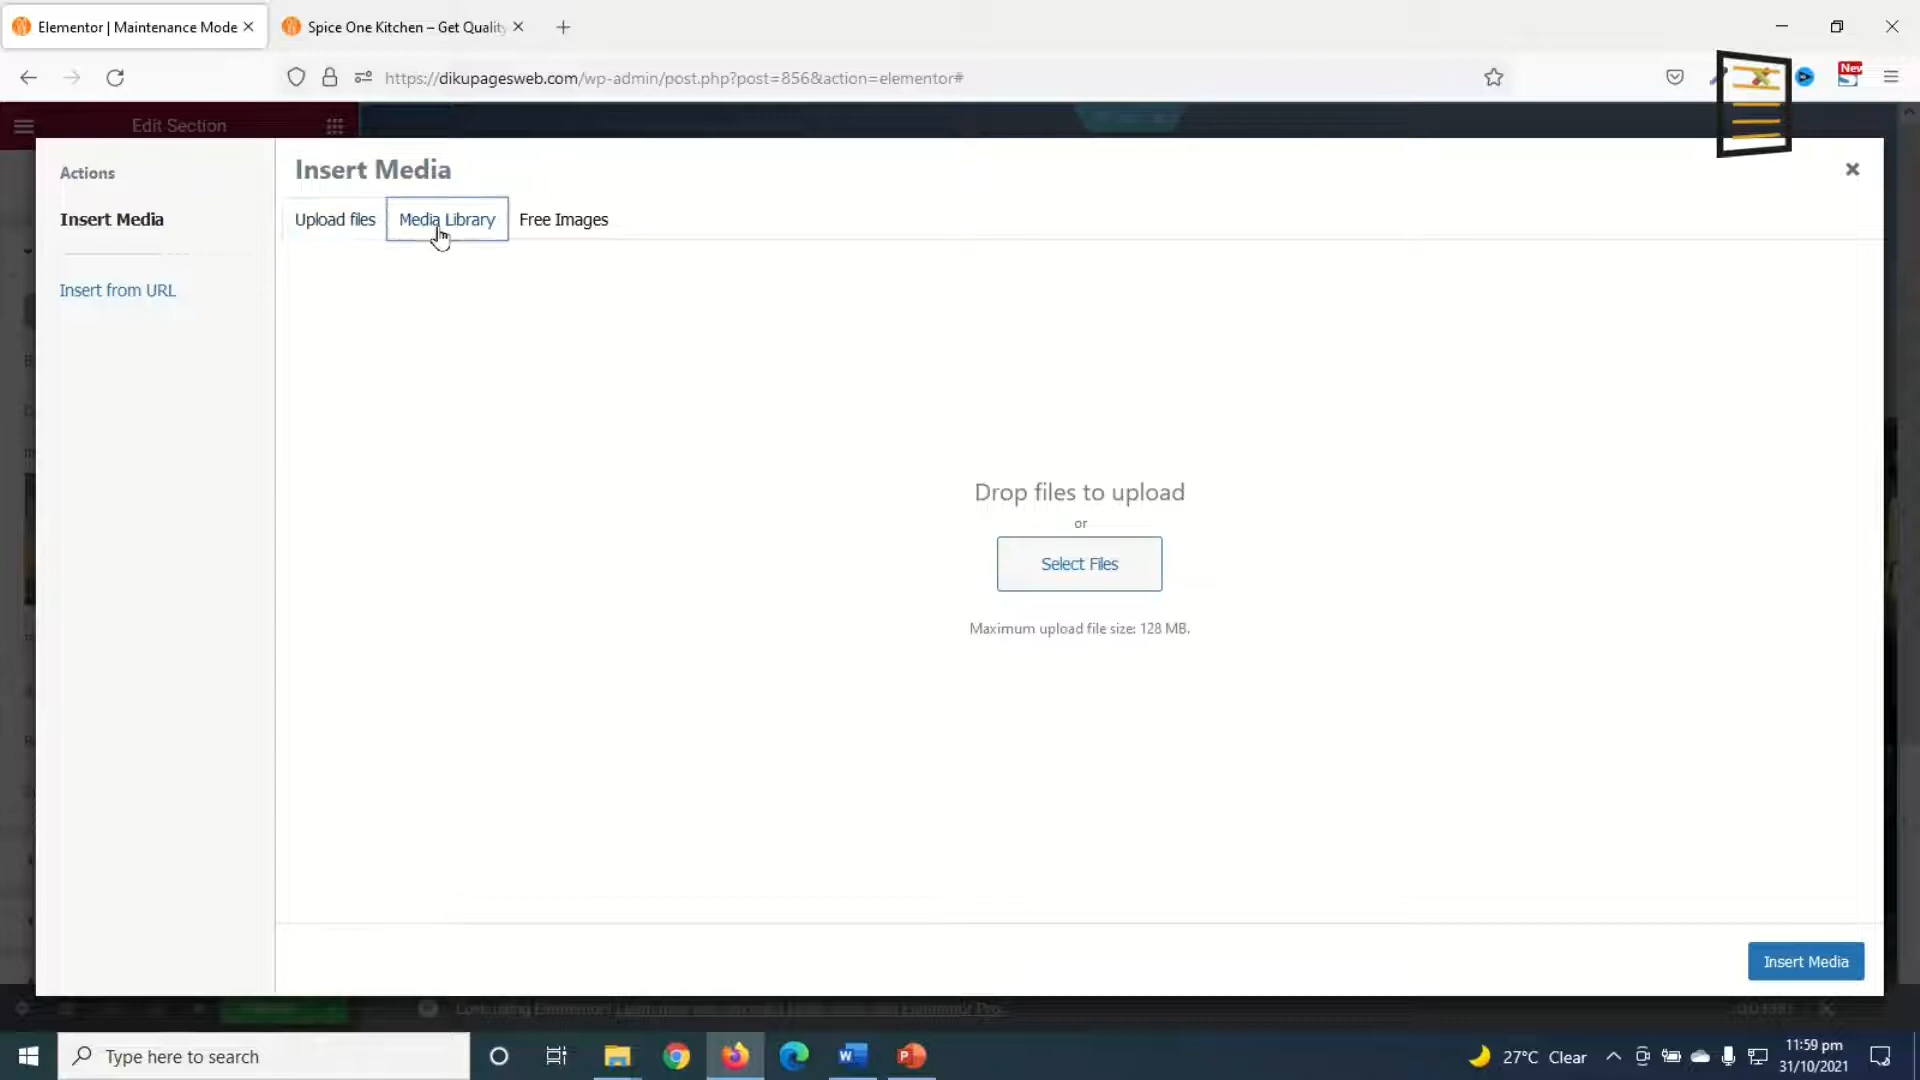 Elementor | Maintenance Mode
Spice One Kitchen – Get Quality
https://dikupagesweb.com/wp-admin/post.php?post=856&action=elementor#
New
Edit Section
Actions
Insert Media
Insert from URL
Insert Media
Upload files
Media Library
Free Images
Drop files to upload
or
Select Files
Maximum upload file size: 128 MB.
Insert Media
Type here to search
27°C Clear
11:59 pm
31/10/2021